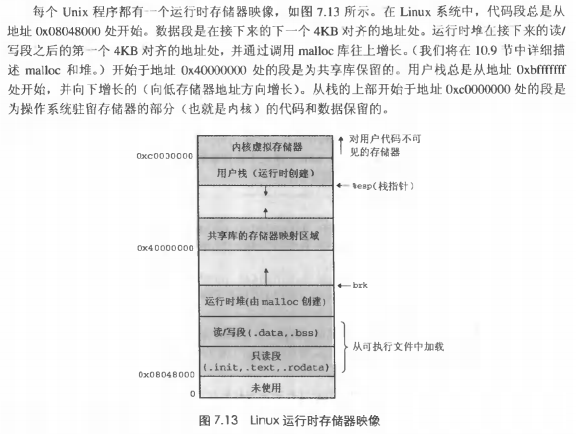 每个 Unix 程序都有一个运行时存储器映像，如图 7.13 所示。在 Linux 系统中，代码段总是从
地址 0x08048000 处开始。数据段是在接下来的下一个 4KB 对齐的地址处。运行时堆在接下来的读/
写段之后的第一个 4KB 对齐的地址处，并通过调用 malloc 库往上增长。（我们将在 10.9 节中详细描
述 malloc 和堆。）开始于地址 0x40000000 处的段是为共享库保留的。用户栈总是从地址 0xbfffffff
处开始，并向下增长的（向低存储器地址方向增长）。从栈的上部开始于地址 0xc0000000 处的段是
为操作系统驻留存储器的部分（也就是内核）的代码和数据保留的。
内核虚拟存储器
对用户代码不可
见的存储器
0xc0000000
用户栈（运行时创建）
%esp(栈指针)
共享库的存储器映射区域
0x40000000
brk
运行时堆(由 malloc 创建)
读/写段(.data,.bss)
从可执行文件中加载
只读段
(.init,.text,.rodata)
0x08048000
未使用
0
图 7.13 Linux 运行时存储器映像